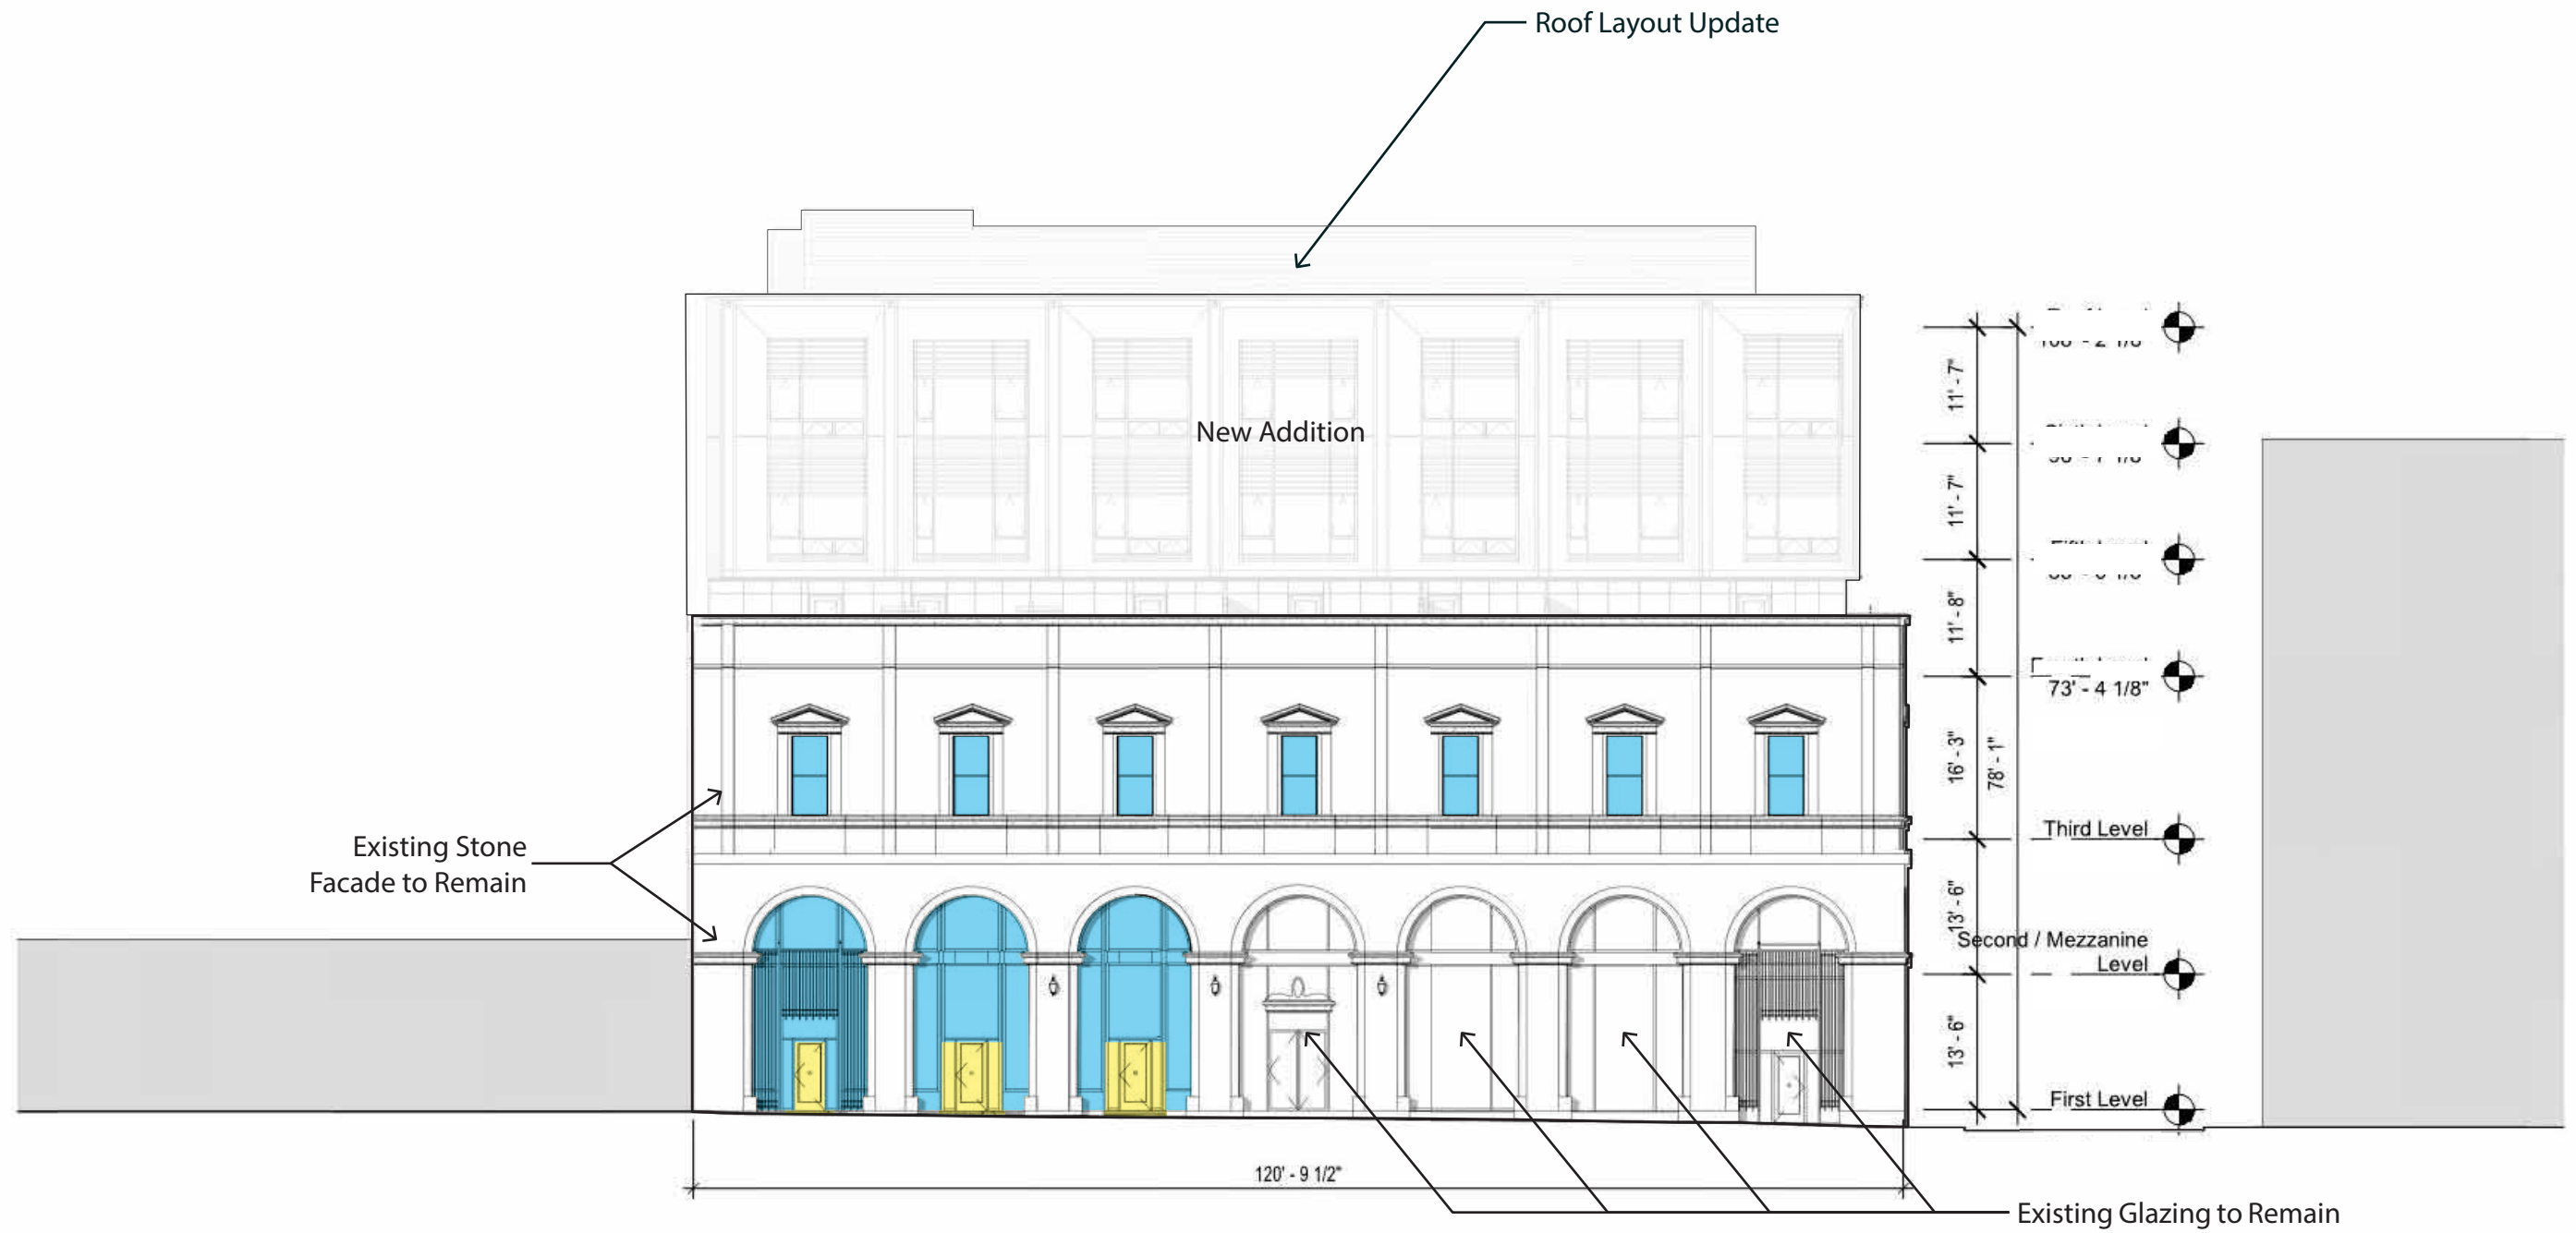 Roof Layout Update
New Addition
11' - 7"
11' - 7"
11' - 8"
73' - 4 1/8"
16' - 3"
78' - 1"
Third Level
Existing Stone
Facade to Remain
13' - 6"
Second / Mezzanine
Level
13' - 6"
First Level
120' - 9 1/2"
Existing Glazing to Remain